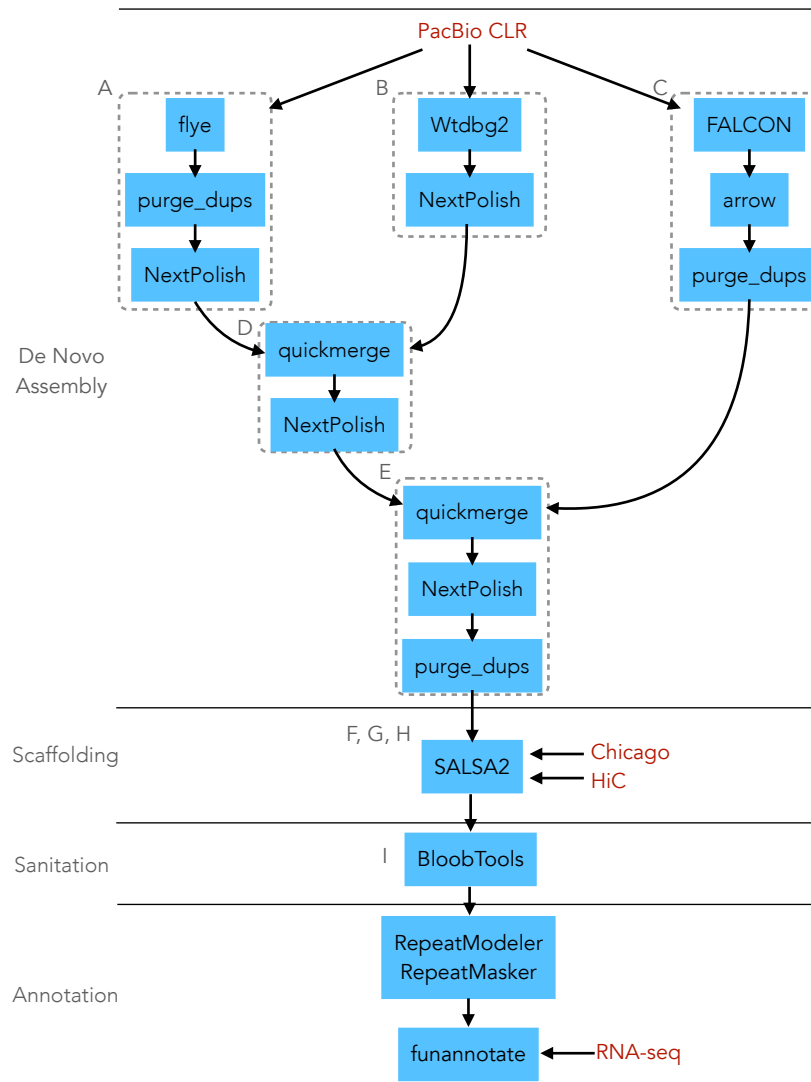 PacBio CLR
A
B
C
flye
Wtdbg2
FALCON
purge_dups
NextPolish
arrow
NextPolish
purge_dups
D
quickmerge
De Novo
Assembly
NextPolish
E
quickmerge
NextPolish
purge_dups
F, G, H
Scaffolding
SALSA2
Chicago
HiC
Sanitation
I
BloobTools
RepeatModeler
RepeatMasker
Annotation
funannotate
RNA-seq